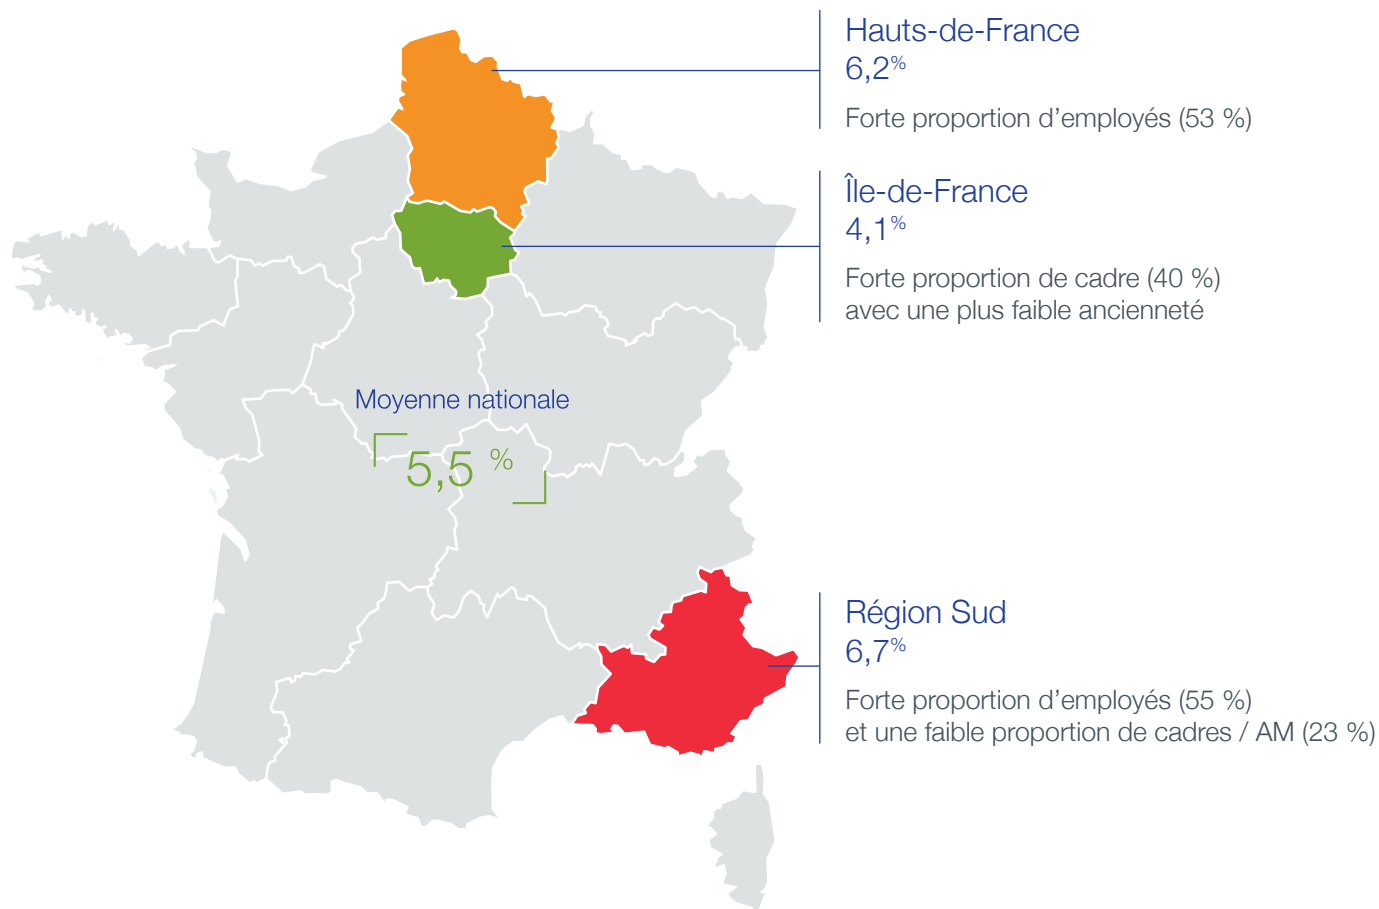 Hauts-de-France
6,2%
Forte proportion d’employés (53 %)
Île-de-France
4,1%
Forte proportion de cadre (40 %)
avec une plus faible ancienneté
Moyenne nationale
5,5 %
Région Sud
6,7%
Forte proportion d’employés (55 %)
et une faible proportion de cadres / AM (23 %)